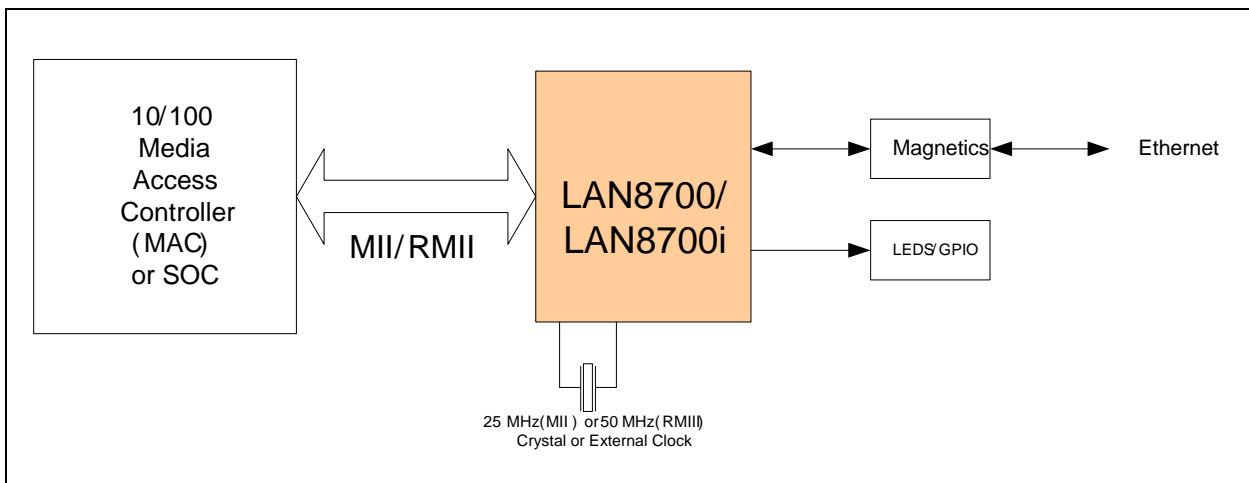 10/100
Media
Access
Controller
(MAC)
or SOC
MII/RMII
LAN8700/
LAN8700i
Magnetics
Ethernet
LEDS/GPIO
25 MHz(MII) or 50 MHz(RMIII)
Crystal or External Clock